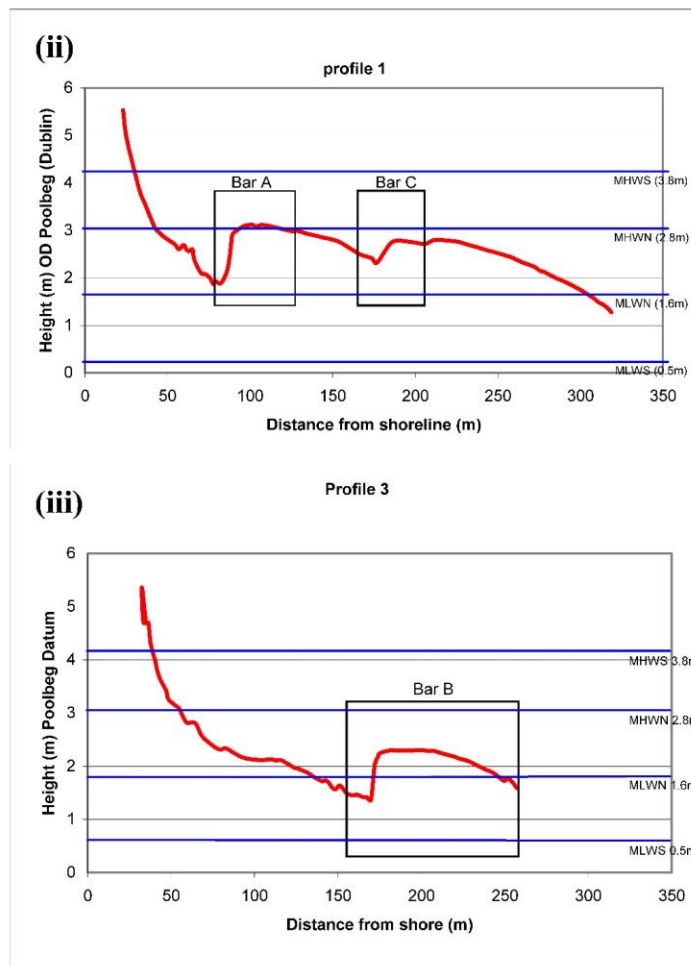 (ii)
profile 1
Height (m) OD Poolbeg (Dublin)
6
5
4
3
2
1
0
Bar A
Bar C
MHWS (3.8m)
MHWN (2.8m)
MLWN (1.6m)
MLWS (0.5m)
0 50 100 150 200 250 300 350
Distance from shoreline (m)
(iii)
Profile 3
Height (m) Poolbeg Datum
6
5
4
3
2
1
0
Bar B
MHWS 3.8m
MHWN 2.8m
MLWN 1.6m
MLWS 0.5m
0 50 100 150 200 250 300 350
Distance from shore (m)